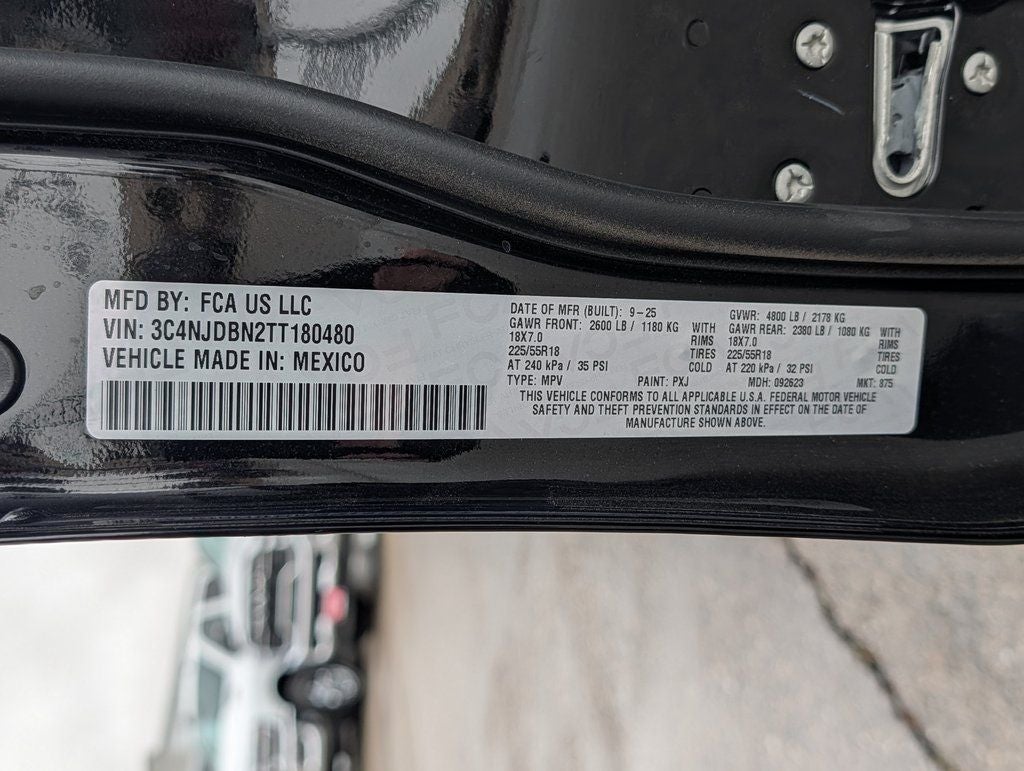 MFD BY: FCA US LLC
VIN: 3C4NJDBN2TT180480
VEHICLE MADE IN: MEXICO
DATE OF MFR (BUILT): 9-25
GVWR: 4800 LB / 2178 KG
GAWR FRONT: 2600 LB / 1180 KG WITH
GAWR REAR: 2380 LB / 1080 KG WITH
18X7.0 RIMS
18X7.0 RIMS
225/55R18 TIRES
225/55R18 TIRES
AT 240 kPa / 35 PSI COLD
AT 220 kPa / 32 PSI COLD
TYPE: MPV PAINT: PXJ MDH: 092623 MKT: 875
THIS VEHICLE CONFORMS TO ALL APPLICABLE U.S.A. FEDERAL MOTOR VEHICLE
SAFETY AND THEFT PREVENTION STANDARDS IN EFFECT ON THE DATE OF
MANUFACTURE SHOWN ABOVE.